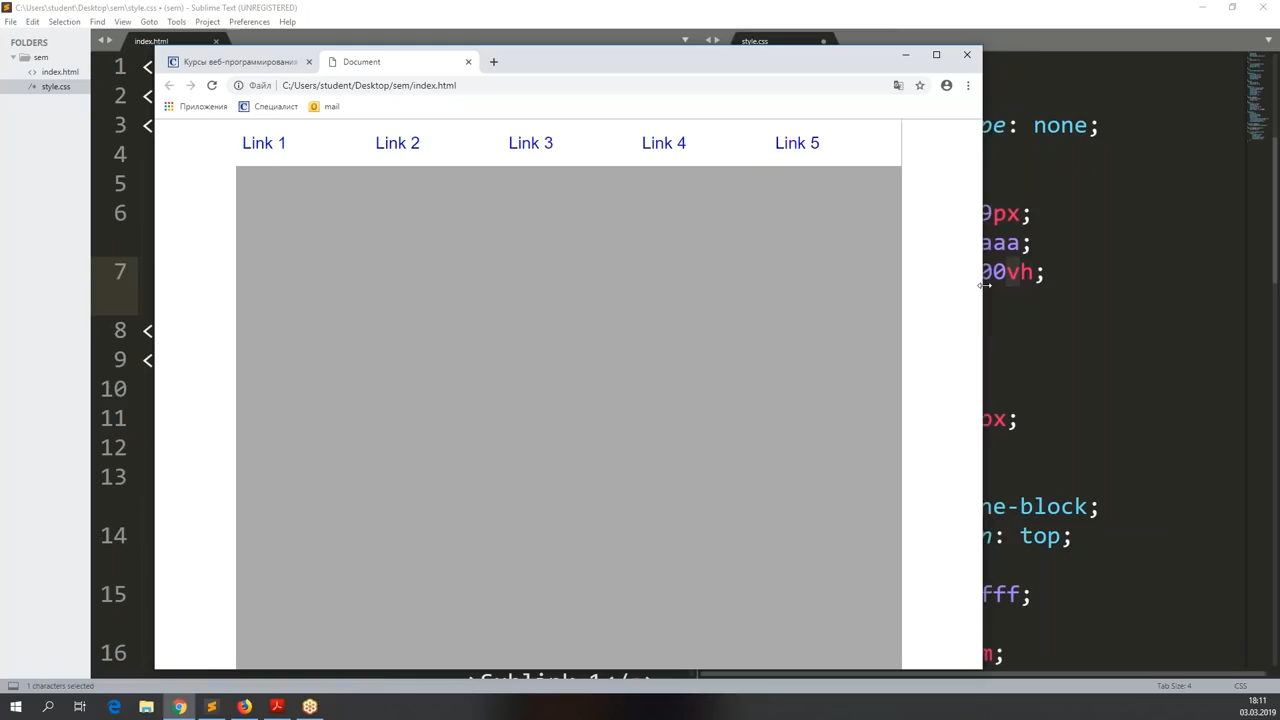 C:\Users\student\Desktop\sem\style.css • (sem) - Sublime Text (UNREGISTERED)
File Edit Selection Find View Goto Tools Project Preferences Help
FOLDERS
sem
index.html
style.css
index.html
style.css
Курсы веб-программирования
Document
Файл
C:/Users/student/Desktop/sem/index.html
Приложения
Специалист
mail
Link 1 Link 2 Link 3 Link 4 Link 5
1 <
2 <
3 < pe: none;
4
5
6 9px;
aaa;
7 00vh;
8 <
9 <
10
11 px;
12
13 ne-block;
14 n: top;
15 fff;
16 m;
1 characters selected
Tab Size: 4
CSS
18:11
03.03.2019